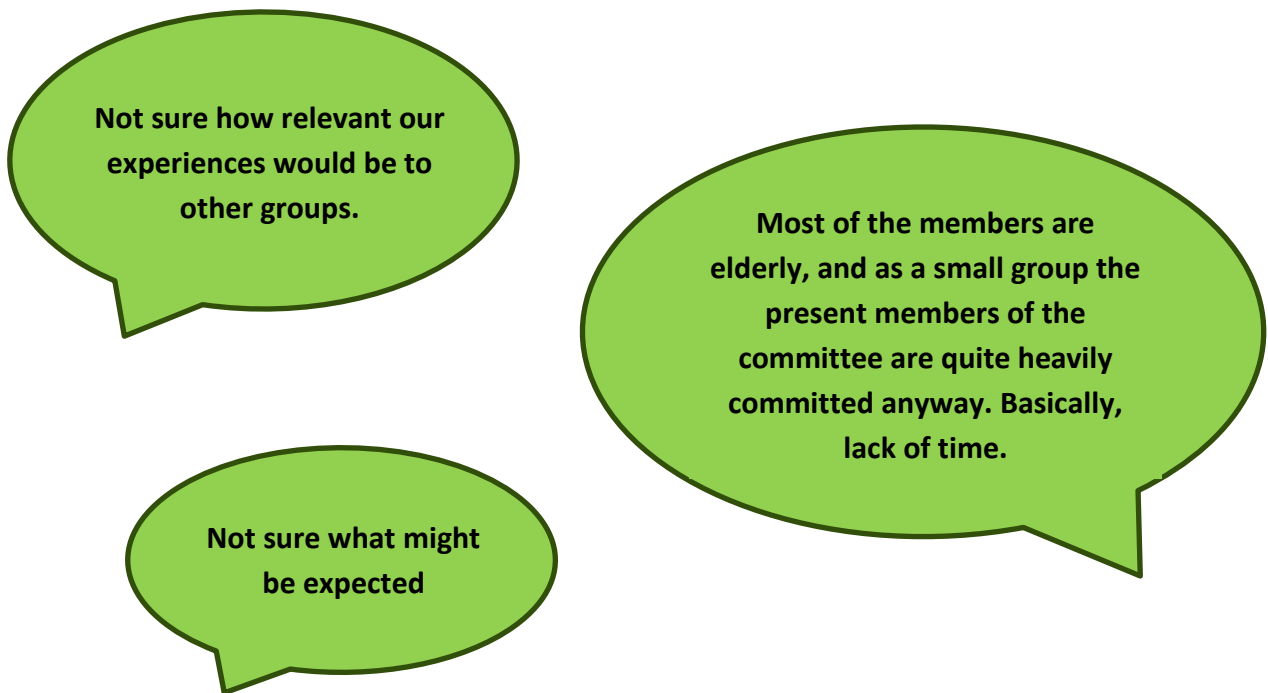 Not sure how relevant our
experiences would be to
other groups.
Most of the members are
elderly, and as a small group the
present members of the
committee are quite heavily
committed anyway. Basically,
lack of time.
Not sure what might
be expected